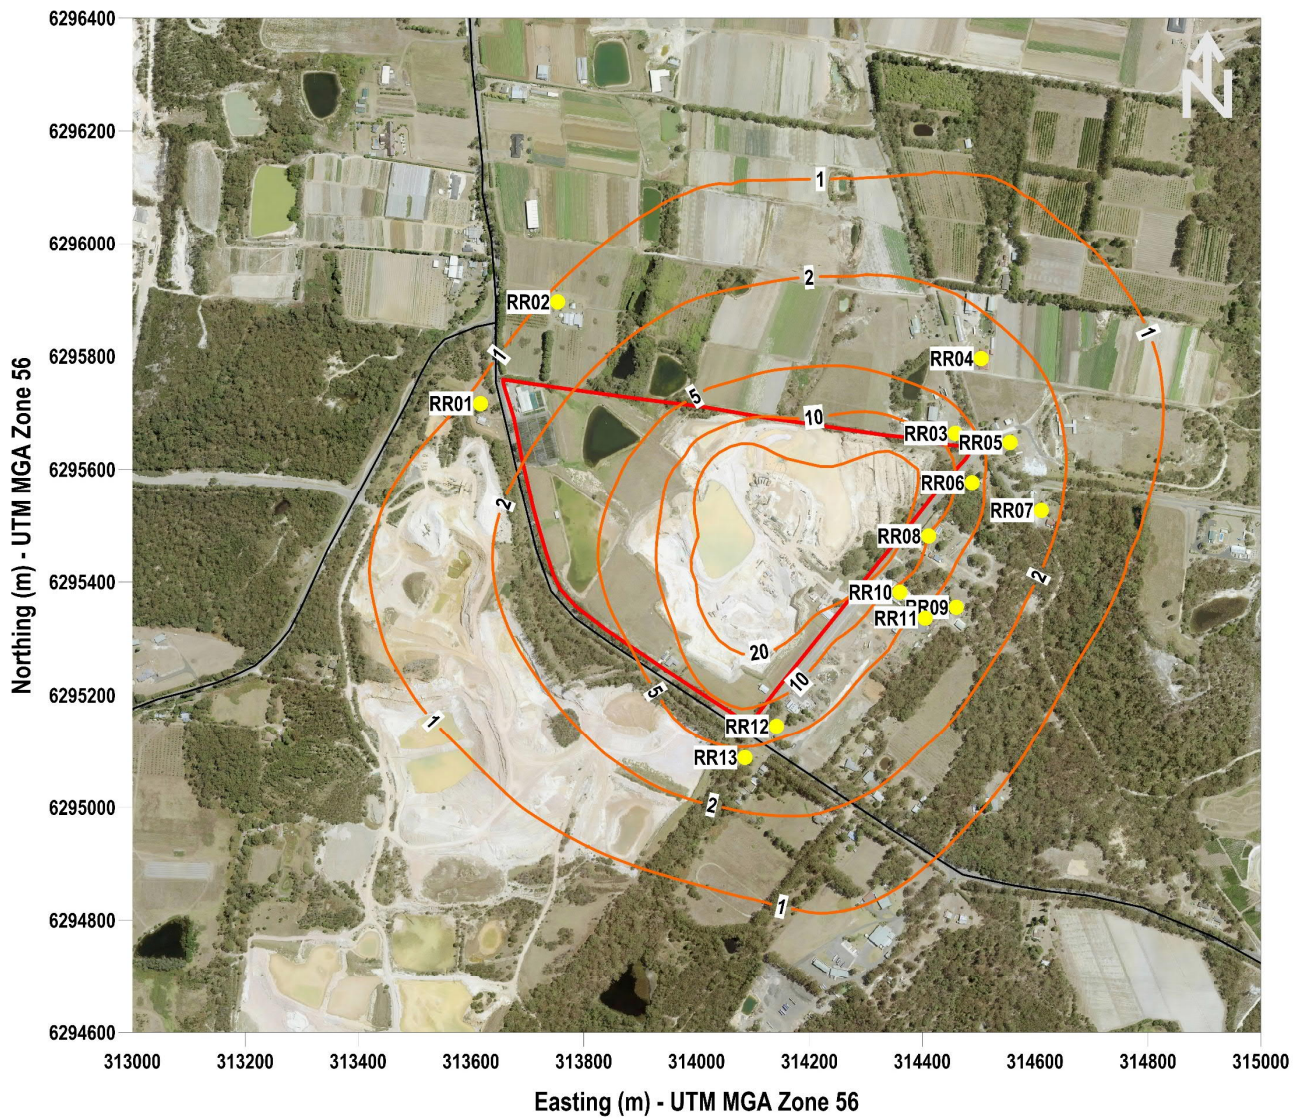 6296400
N
6296200
1
6296000
2
RR02
1
RR04
1
6295800
5
RR01
10
RR03
RR05
6295600
RR06
2
RR07
RR08
2
6295400
RR10
RR09
RR11
20
10
5
6295200
1
RR12
RR13
2
6295000
1
6294800
6294600
313000 313200 313400 313600 313800 314000 314200 314400 314600 314800 315000
Northing (m) - UTM MGA Zone 56
Easting (m) - UTM MGA Zone 56